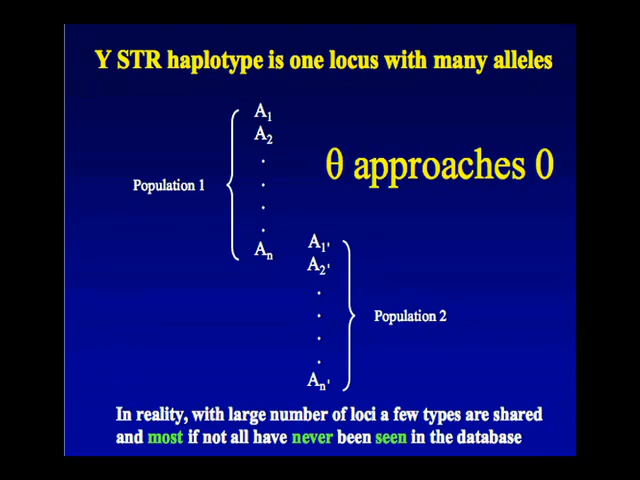 Y STR haplotype is one locus with many alleles
A1
A2
.
θ approaches 0
.
Population 1
.
.
An
A1'
A2'
.
.
Population 2
.
.
An'
In reality, with large number of loci a few types are shared
and most if not all have never been seen in the database